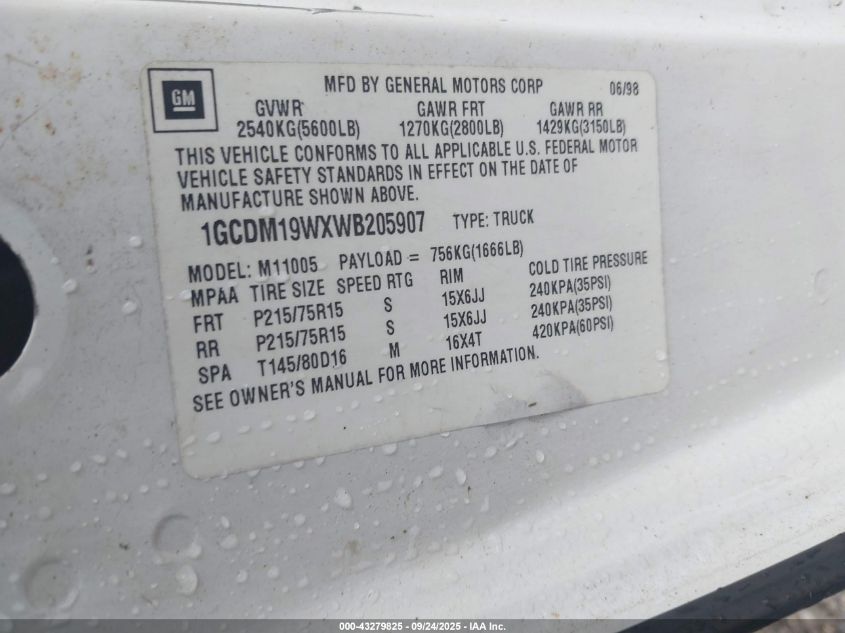 GM
MFD BY GENERAL MOTORS CORP 06/98
GVWR GAWR FRT GAWR RR
2540KG(5600LB) 1270KG(2800LB) 1429KG(3150LB)
THIS VEHICLE CONFORMS TO ALL APPLICABLE U.S. FEDERAL MOTOR
VEHICLE SAFETY STANDARDS IN EFFECT ON THE DATE OF
MANUFACTURE SHOWN ABOVE.
1GCDM19WXWB205907 TYPE: TRUCK
MODEL: M11005 PAYLOAD = 756KG(1666LB)
MPAA TIRE SIZE SPEED RTG RIM COLD TIRE PRESSURE
FRT P215/75R15 S 15X6JJ 240KPA(35PSI)
RR P215/75R15 S 15X6JJ 240KPA(35PSI)
SPA T145/80D16 M 16X4T 420KPA(60PSI)
SEE OWNER'S MANUAL FOR MORE INFORMATION.
000-43279825 - 09/24/2025 - IAA Inc.